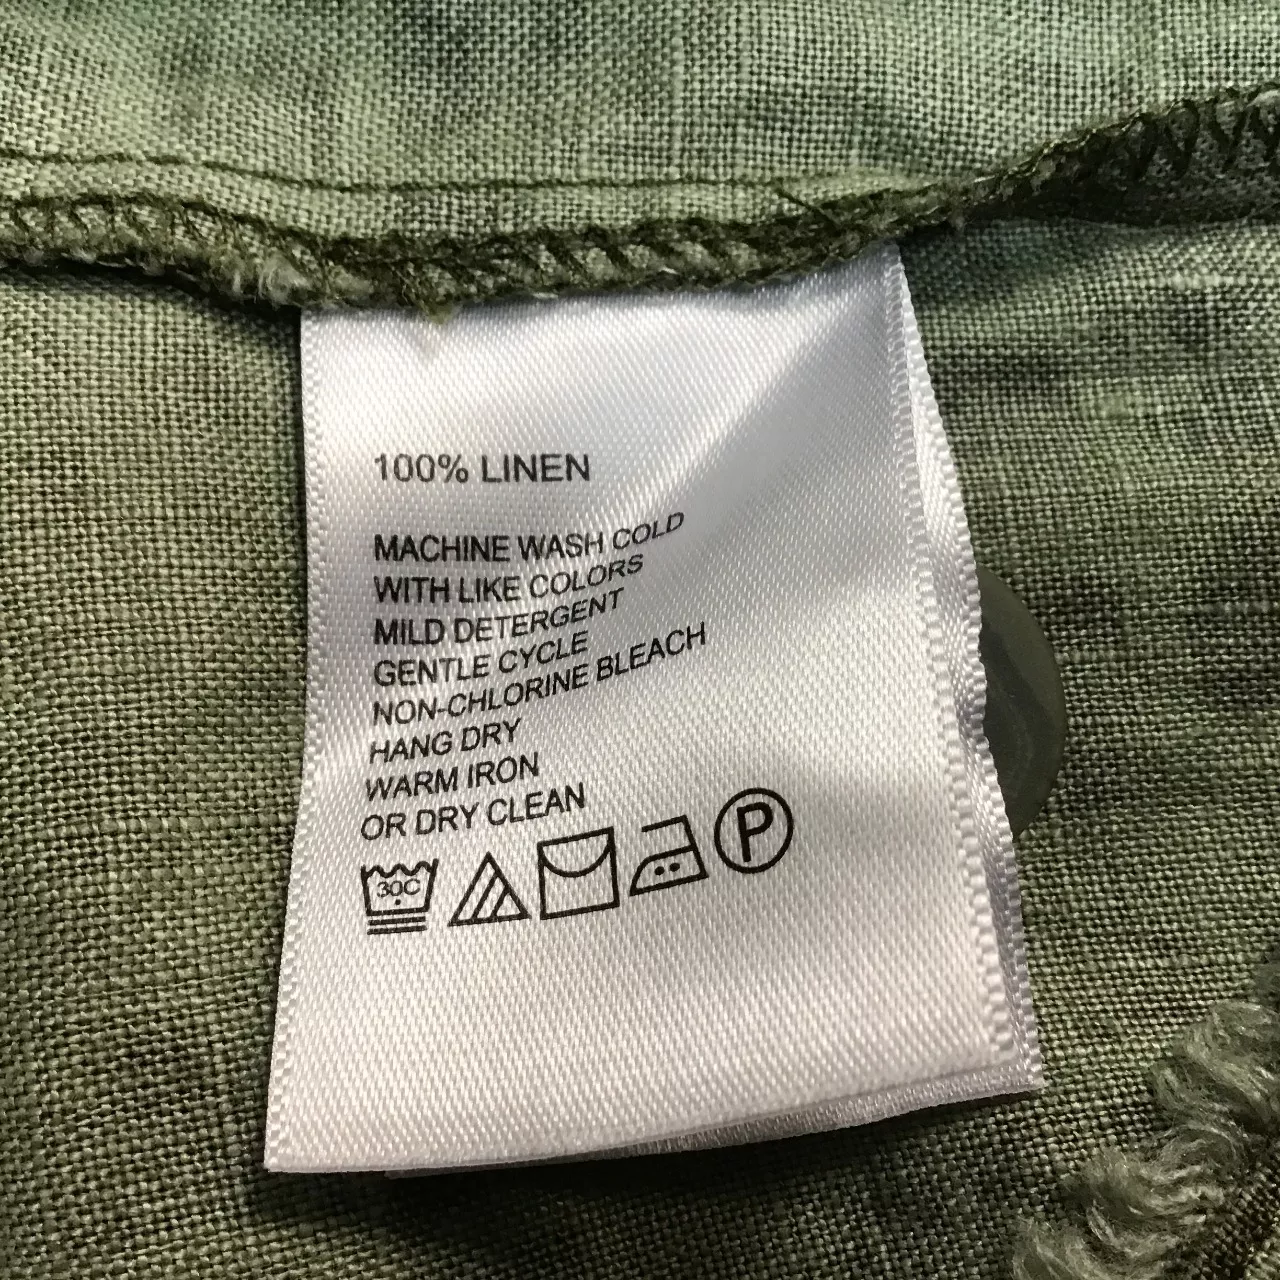 100% LINEN
MACHINE WASH COLD
WITH LIKE COLORS
MILD DETERGENT
GENTLE CYCLE
NON-CHLORINE BLEACH
HANG DRY
WARM IRON
OR DRY CLEAN
30C P